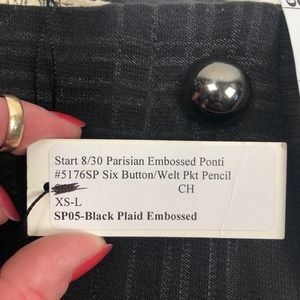 Start 8/30 Parisian Embossed Ponti
#5176SP Six Button/Welt Pkt Pencil
CH
XS-L
SP05-Black Plaid Embossed